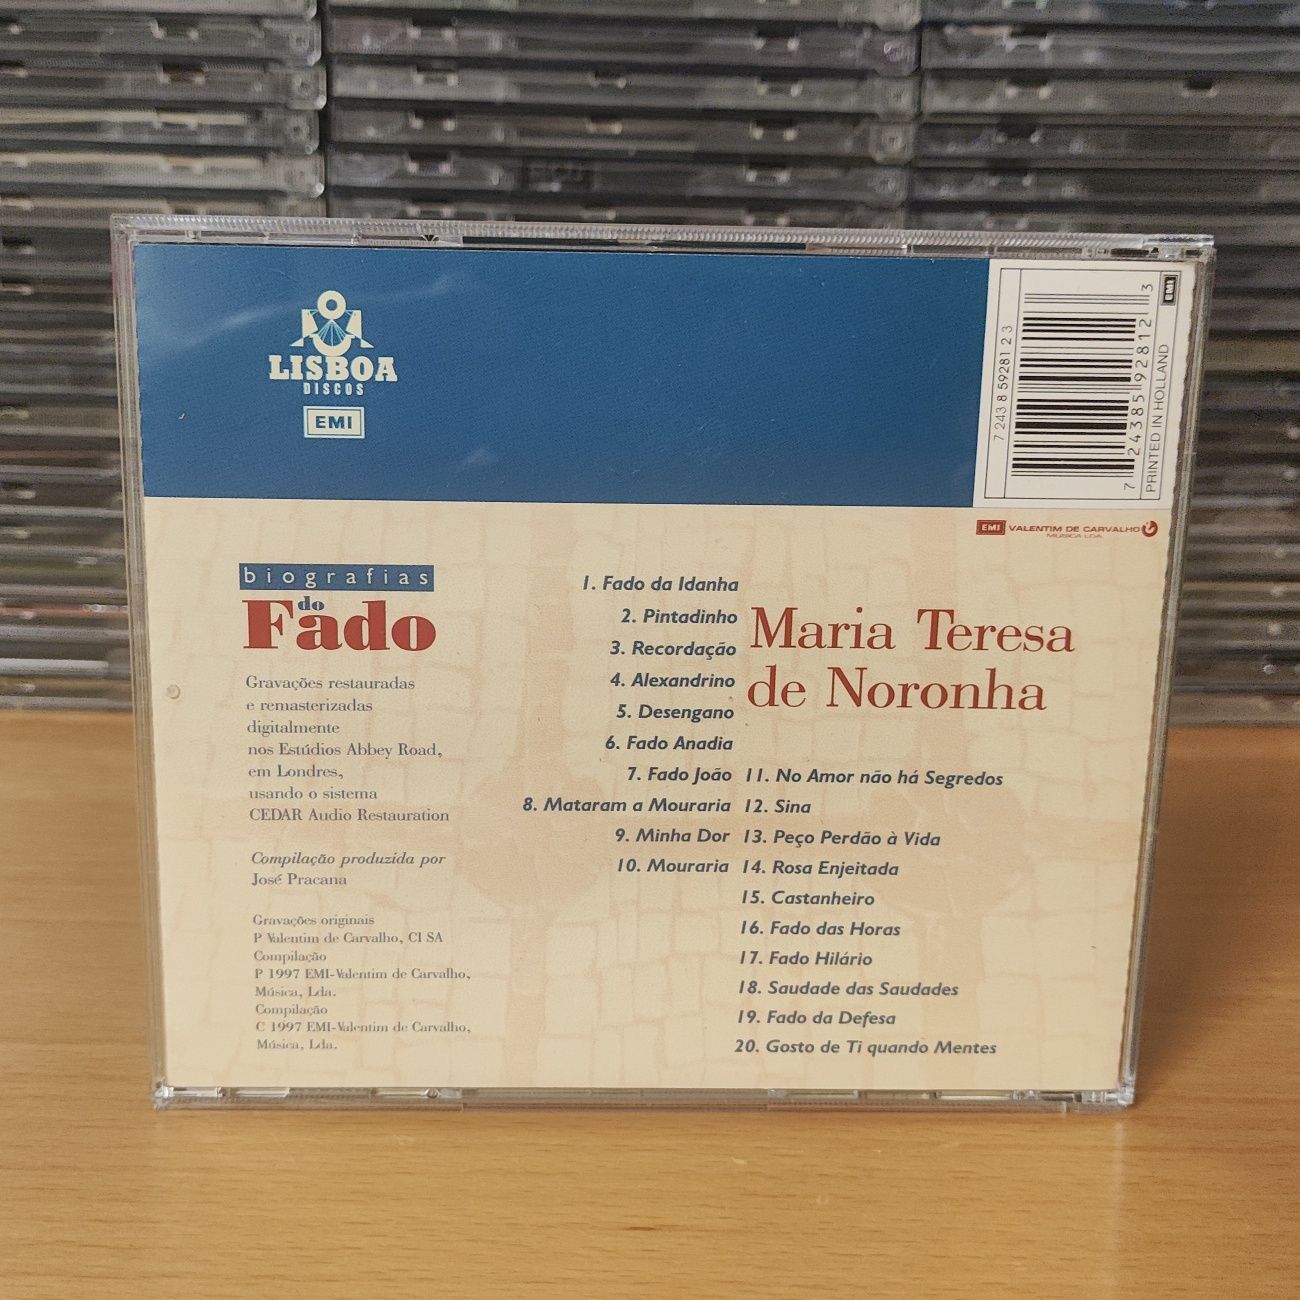 LISBOA
DISCOS
EMI
7 243 8 59281 2 3
7 24385 92812 3
PRINTED IN HOLLAND
EMI
EMI VALENTIM DE CARVALHO
MÚSICA LDA
biografias
do
Fado
Gravações restauradas
e remasterizadas
digitalmente
nos Estúdios Abbey Road,
em Londres,
usando o sistema
CEDAR Audio Restauration
Compilação produzida por
José Pracana
Gravações originais
P Valentim de Carvalho, CI SA
Compilação
P 1997 EMI-Valentim de Carvalho,
Música, Lda.
Compilação
C 1997 EMI-Valentim de Carvalho,
Música, Lda.
1. Fado da Idanha
2. Pintadinho
3. Recordação
4. Alexandrino
5. Desengano
6. Fado Anadia
7. Fado João
8. Mataram a Mouraria
9. Minha Dor
10. Mouraria
Maria Teresa
de Noronha
11. No Amor não há Segredos
12. Sina
13. Peço Perdão à Vida
14. Rosa Enjeitada
15. Castanheiro
16. Fado das Horas
17. Fado Hilário
18. Saudade das Saudades
19. Fado da Defesa
20. Gosto de Ti quando Mentes